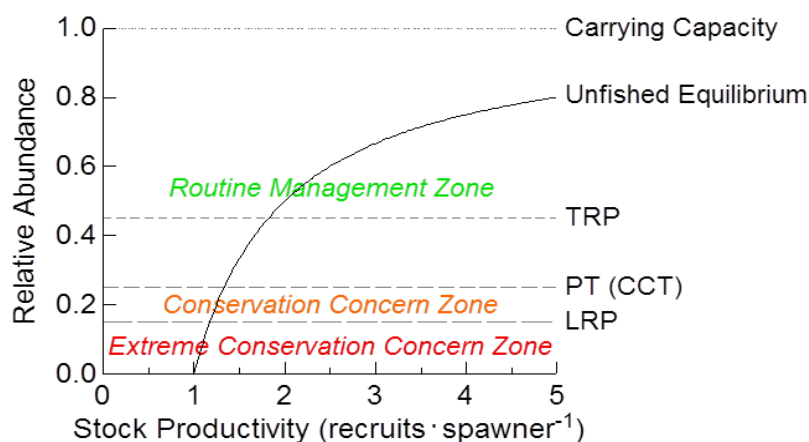 1.0
Carrying Capacity
0.8
Unfished Equilibrium
0.6
Routine Management Zone
TRP
0.4
PT (CCT)
0.2
Conservation Concern Zone
LRP
Extreme Conservation Concern Zone
0.0
0 1 2 3 4 5
Stock Productivity (recruits·spawner⁻¹)
Relative Abundance